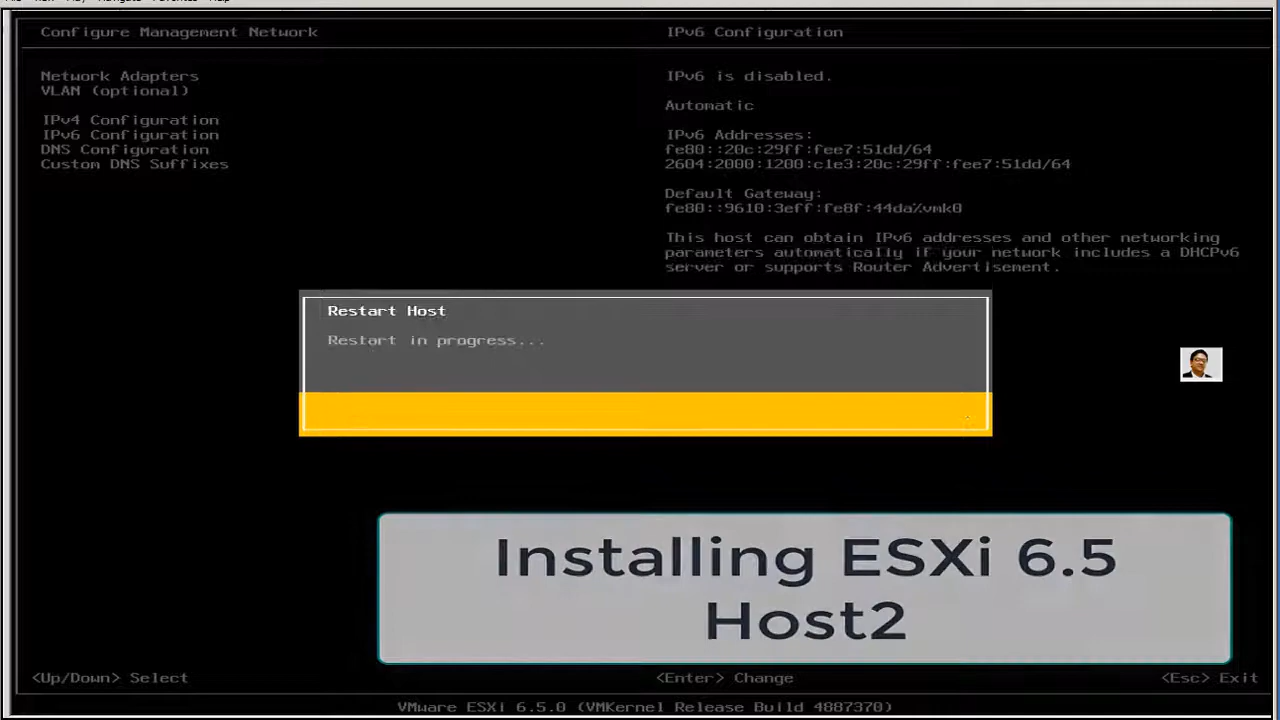 Configure Management Network
IPv6 Configuration
Network Adapters
VLAN (optional)
IPv4 Configuration
IPv6 Configuration
DNS Configuration
Custom DNS Suffixes
IPv6 is disabled.
Automatic
IPv6 Addresses:
fe80::20c:29ff:fee7:51dd/64
2604:2000:1200:c1e3:20c:29ff:fee7:51dd/64
Default Gateway:
fe80::9610:3eff:fe8f:44da%vmk0
This host can obtain IPv6 addresses and other networking
parameters automatically if your network includes a DHCPv6
server or supports Router Advertisement.
Restart Host
Restart in progress...
Installing ESXi 6.5
Host2
<Up/Down> Select
<Enter> Change
<Esc> Exit
VMware ESXi 6.5.0 (VMKernel Release Build 4887370)